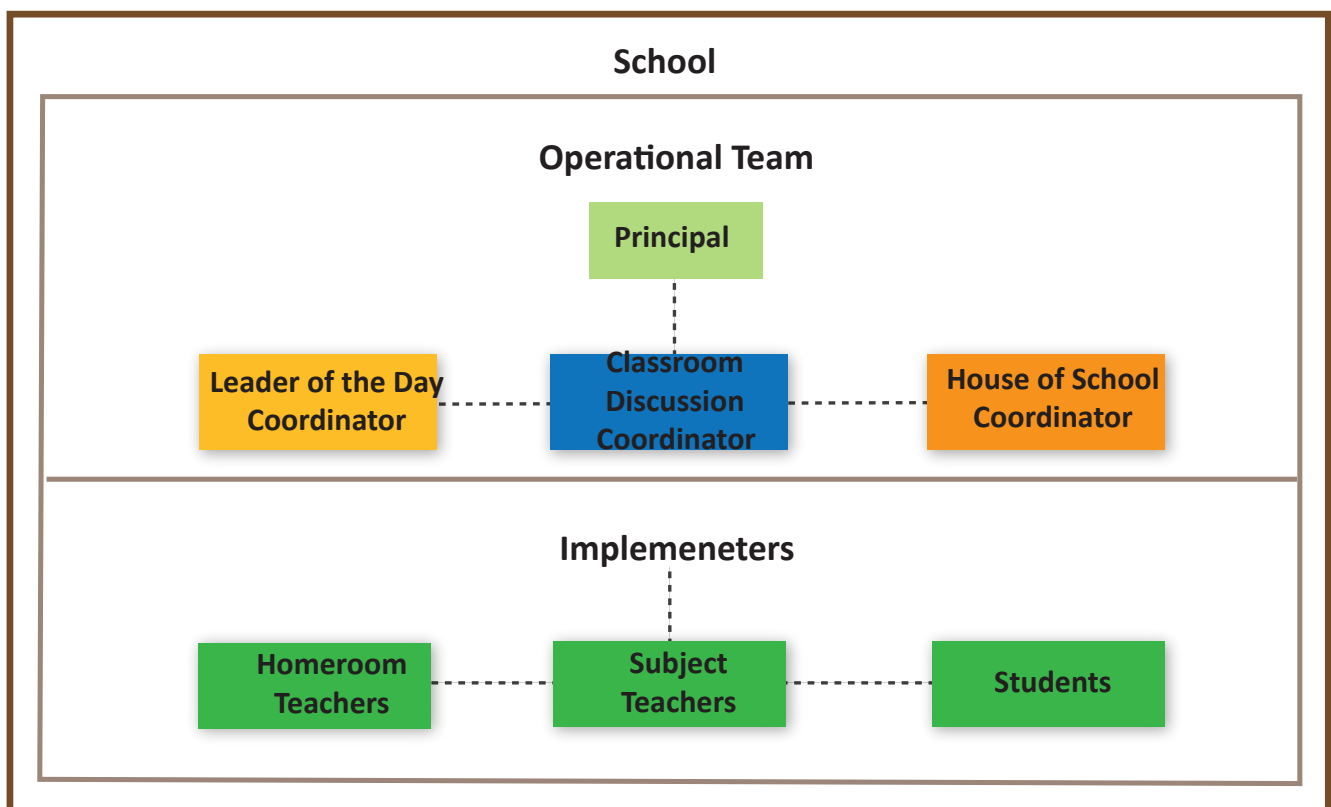 School
Operational Team
Principal
Leader of the Day
Coordinator
Classroom
Discussion
Coordinator
House of School
Coordinator
Implemeneters
Homeroom
Teachers
Subject
Teachers
Students